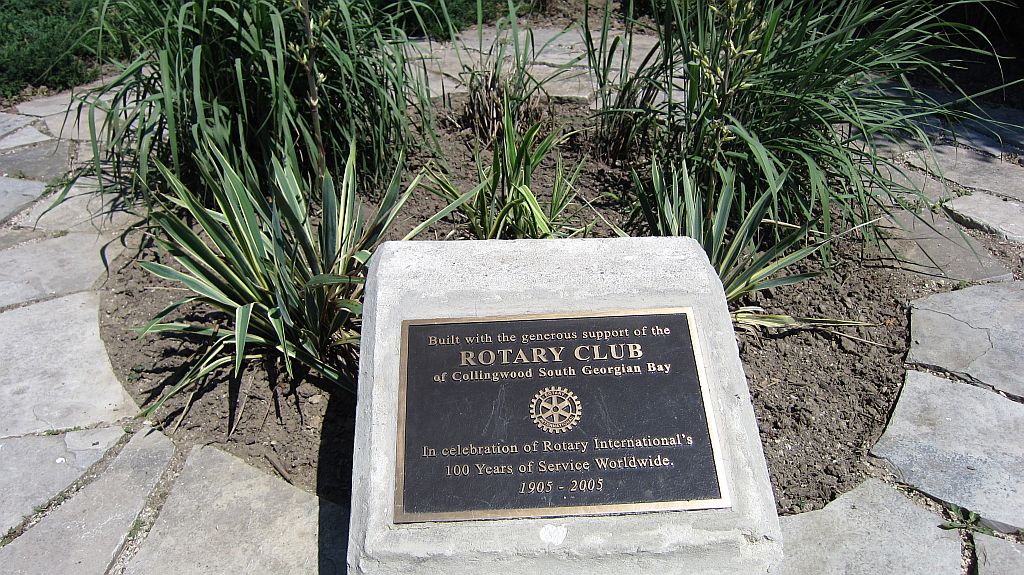 Built with the generous support of the
ROTARY CLUB
of Collingwood South Georgian Bay
In celebration of Rotary International's
100 Years of Service Worldwide.
1905 - 2005